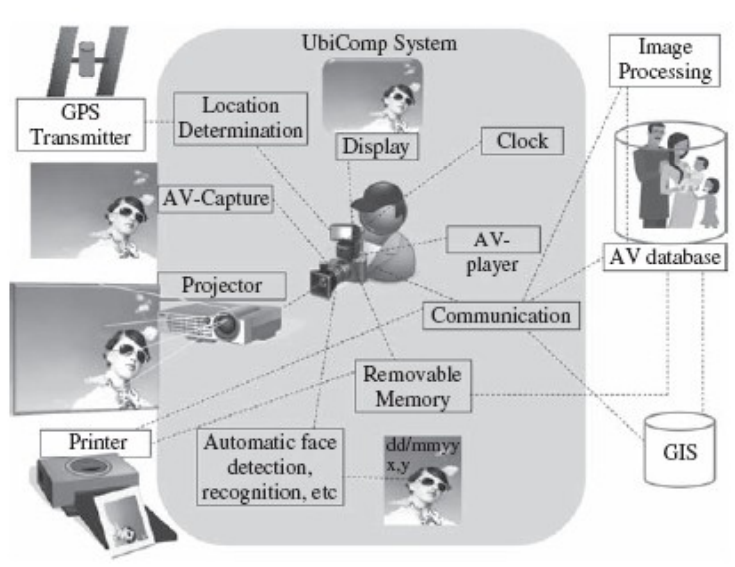 UbiComp System
Image
Processing
GPS
Transmitter
Location
Determination
Display
Clock
AV-Capture
AV-
player
AV database
Projector
Communication
Removable
Memory
Printer
Automatic face
detection,
recognition, etc
dd/mmyy
x,y
GIS